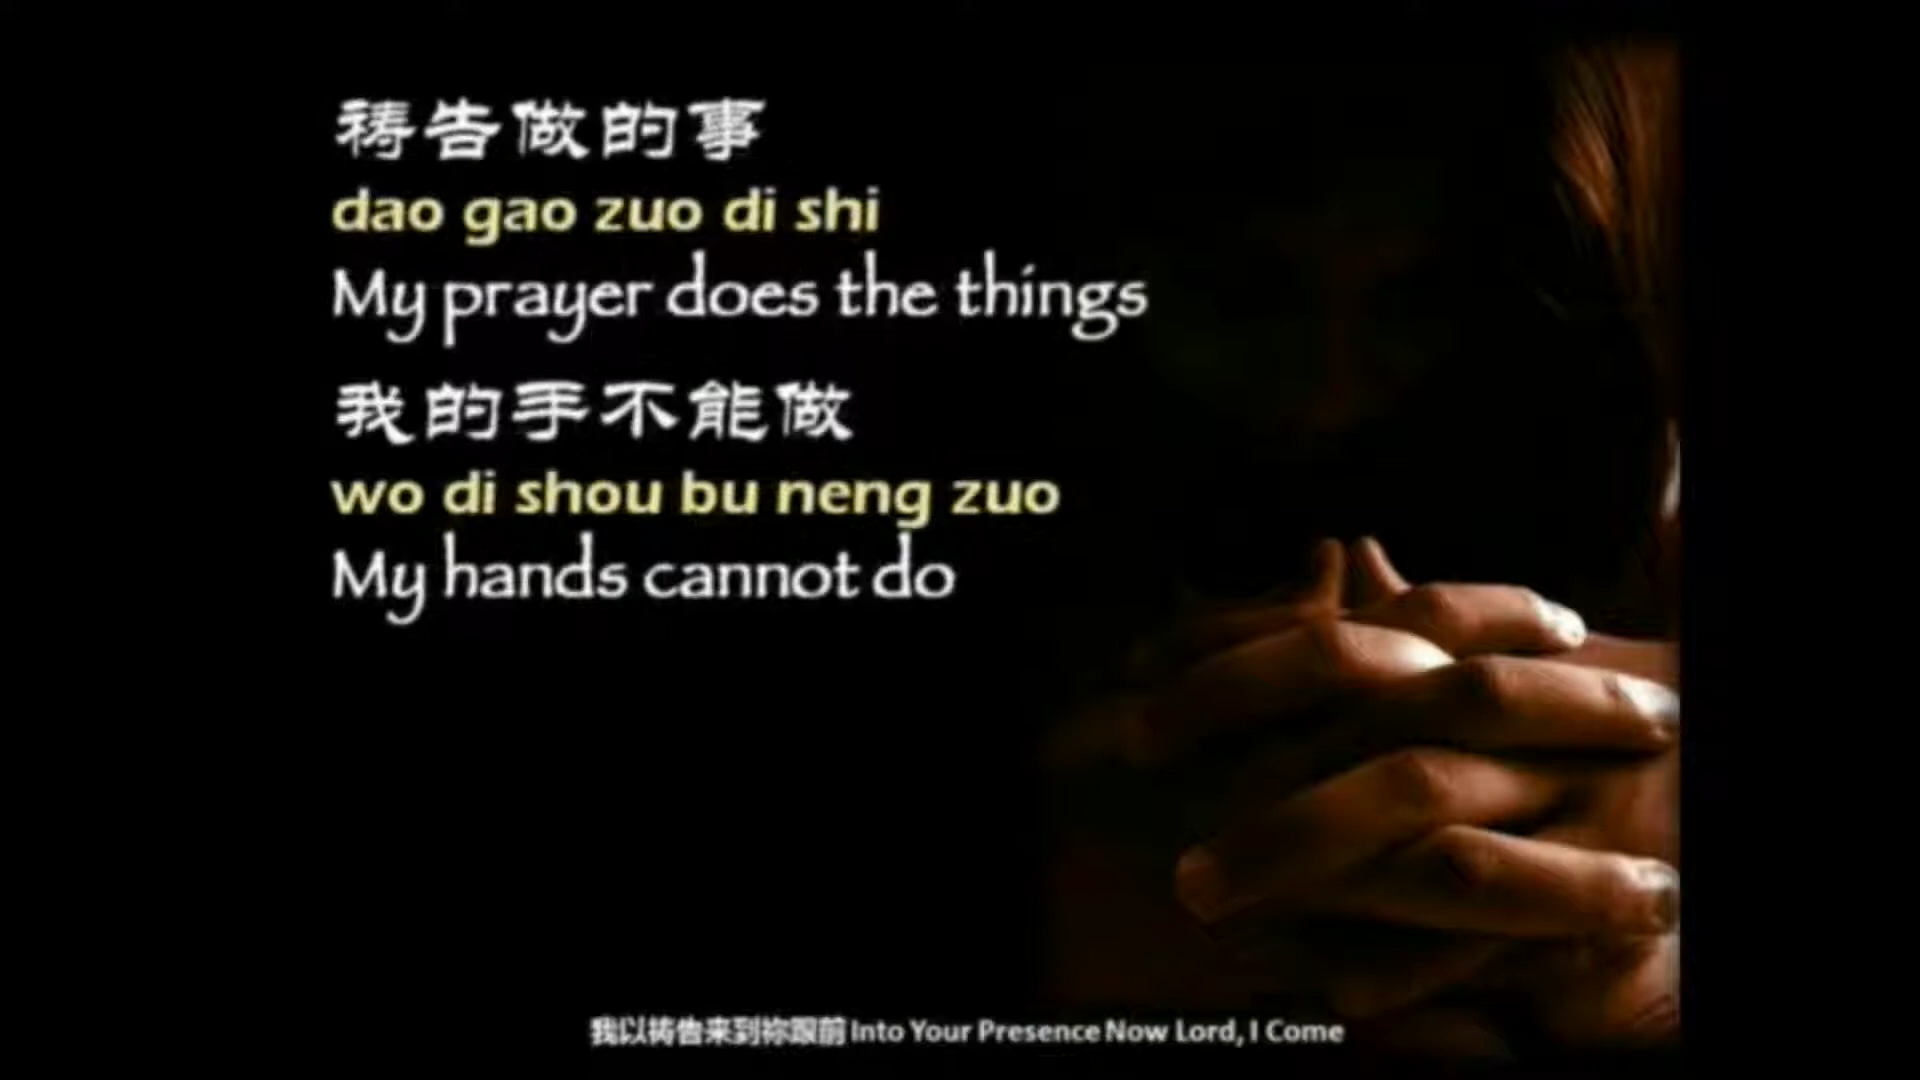 祷告做的事
dao gao zuo di shi
My prayer does the things
我的手不能做
wo di shou bu neng zuo
My hands cannot do
我以祷告来到祢跟前 Into Your Presence Now Lord, I Come